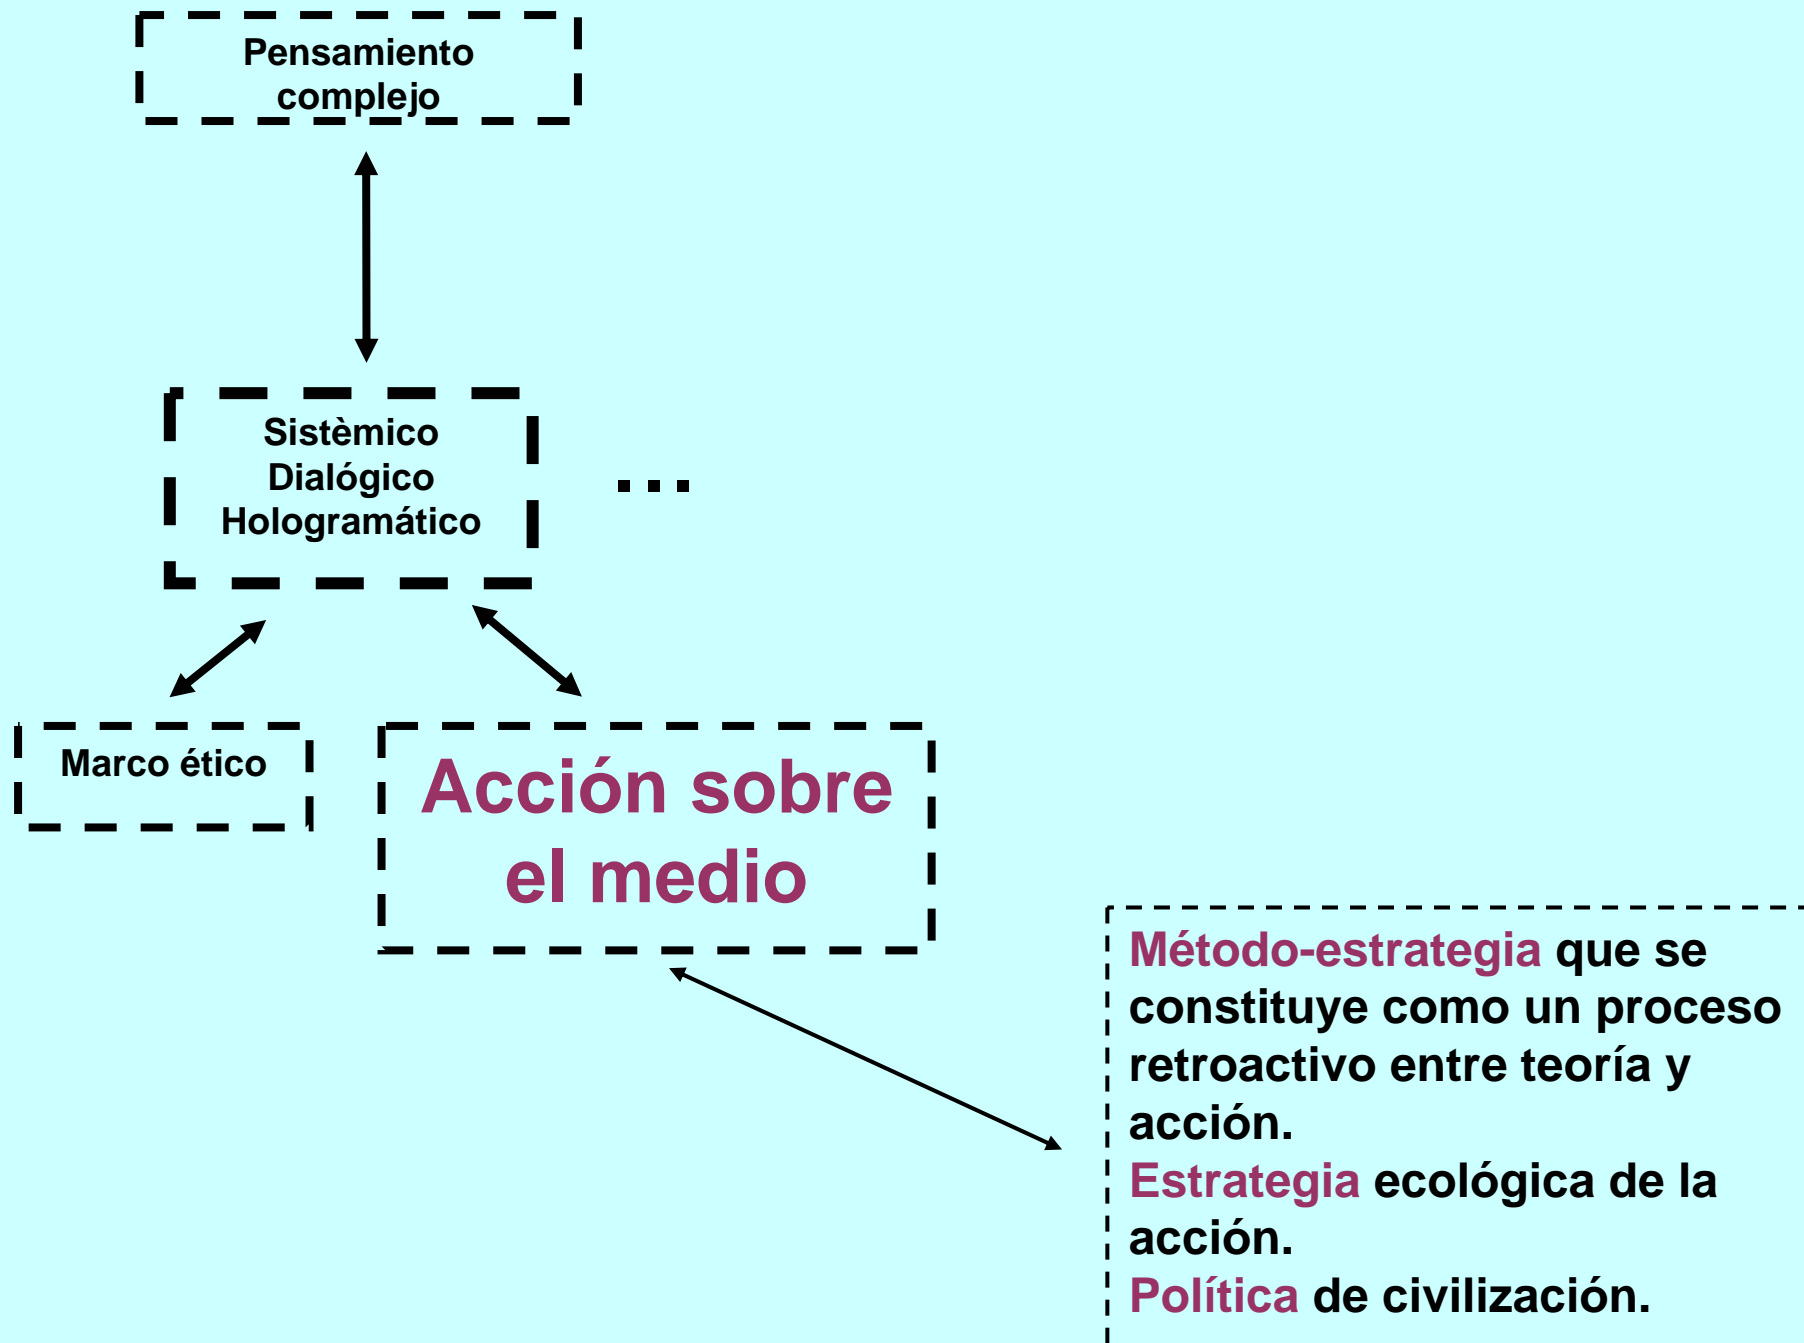 Pensamiento
complejo
Sistèmico
Dialógico
Hologramático
...
Marco ético
Acción sobre
el medio
Método-estrategia que se
constituye como un proceso
retroactivo entre teoría y
acción.
Estrategia ecológica de la
acción.
Política de civilización.